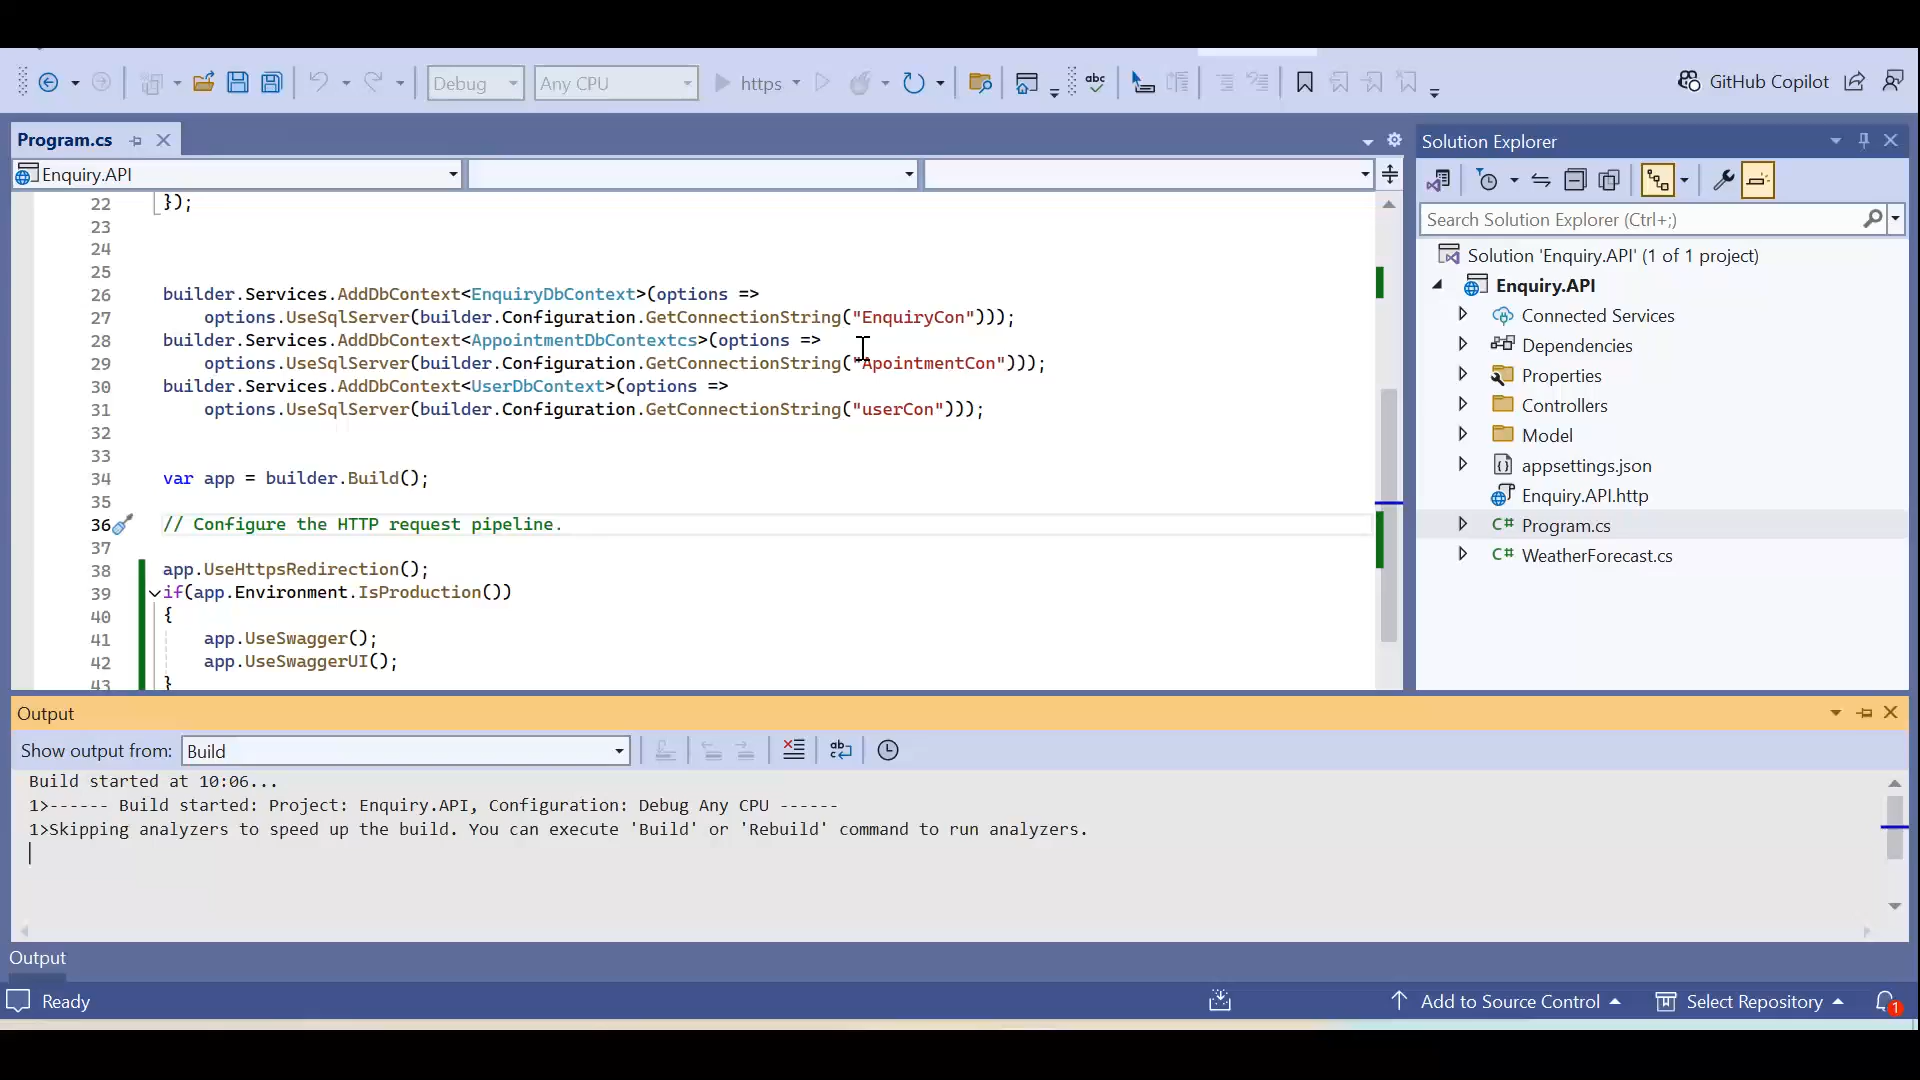 Debug
Any CPU
https
abc
GitHub Copilot
Program.cs
Solution Explorer
Enquiry.API
Search Solution Explorer (Ctrl+;)
22 });
23
24
25
26 builder.Services.AddDbContext<EnquiryDbContext>(options =>
27 options.UseSqlServer(builder.Configuration.GetConnectionString("EnquiryCon")));
28 builder.Services.AddDbContext<AppointmentDbContextcs>(options =>
29 options.UseSqlServer(builder.Configuration.GetConnectionString("ApointmentCon")));
30 builder.Services.AddDbContext<UserDbContext>(options =>
31 options.UseSqlServer(builder.Configuration.GetConnectionString("userCon")));
32
33
34 var app = builder.Build();
35
36 // Configure the HTTP request pipeline.
37
38 app.UseHttpsRedirection();
39 if(app.Environment.IsProduction())
40 {
41 app.UseSwagger();
42 app.UseSwaggerUI();
43 }
Solution 'Enquiry.API' (1 of 1 project)
Enquiry.API
Connected Services
Dependencies
Properties
Controllers
Model
appsettings.json
Enquiry.API.http
C# Program.cs
C# WeatherForecast.cs
Output
Show output from: Build
Build started at 10:06...
1>------ Build started: Project: Enquiry.API, Configuration: Debug Any CPU ------
1>Skipping analyzers to speed up the build. You can execute 'Build' or 'Rebuild' command to run analyzers.
Output
Ready
Add to Source Control
Select Repository
1